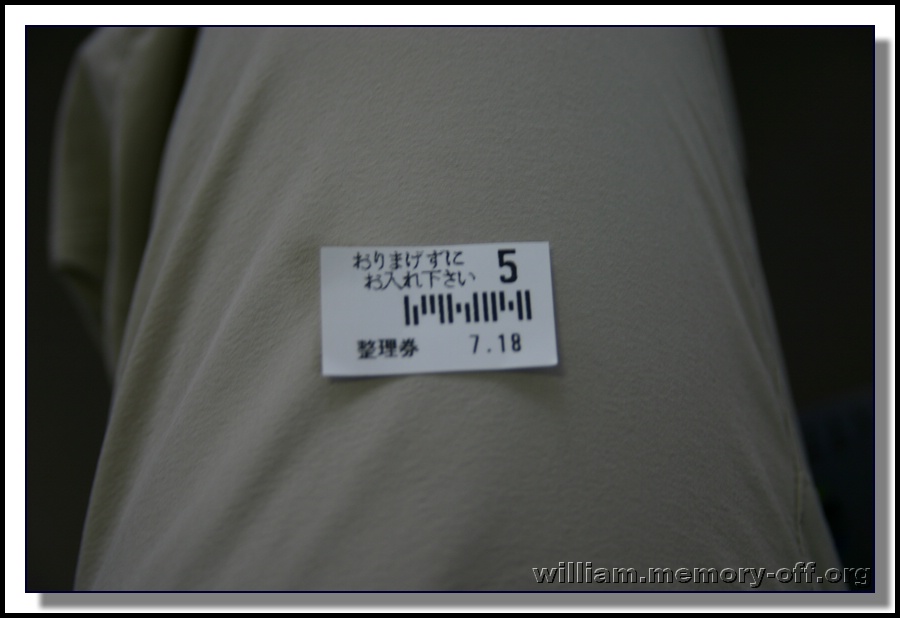 おりまげずに
お入れ下さい
5
整理券 7.18
william.memory-off.org